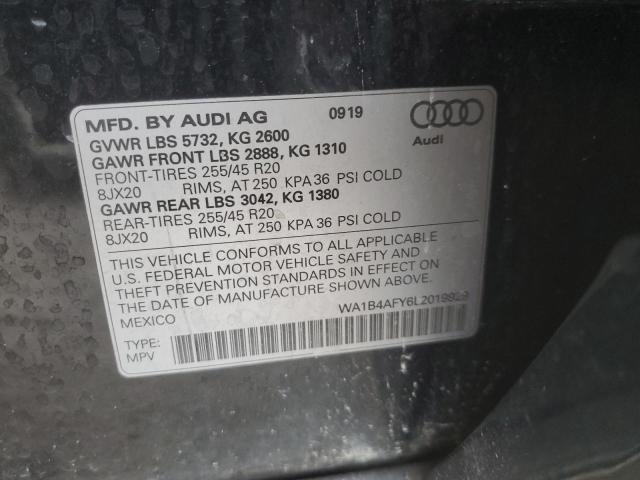 MFD. BY AUDI AG 0919
GVWR LBS 5732, KG 2600
GAWR FRONT LBS 2888, KG 1310
FRONT-TIRES 255/45 R20
8JX20 RIMS, AT 250 KPA 36 PSI COLD
GAWR REAR LBS 3042, KG 1380
REAR-TIRES 255/45 R20
8JX20 RIMS, AT 250 KPA 36 PSI COLD
Audi
THIS VEHICLE CONFORMS TO ALL APPLICABLE
U.S. FEDERAL MOTOR VEHICLE SAFETY AND
THEFT PREVENTION STANDARDS IN EFFECT ON
THE DATE OF MANUFACTURE SHOWN ABOVE.
MEXICO
WA1B4AFY6L2019929
TYPE:
MPV